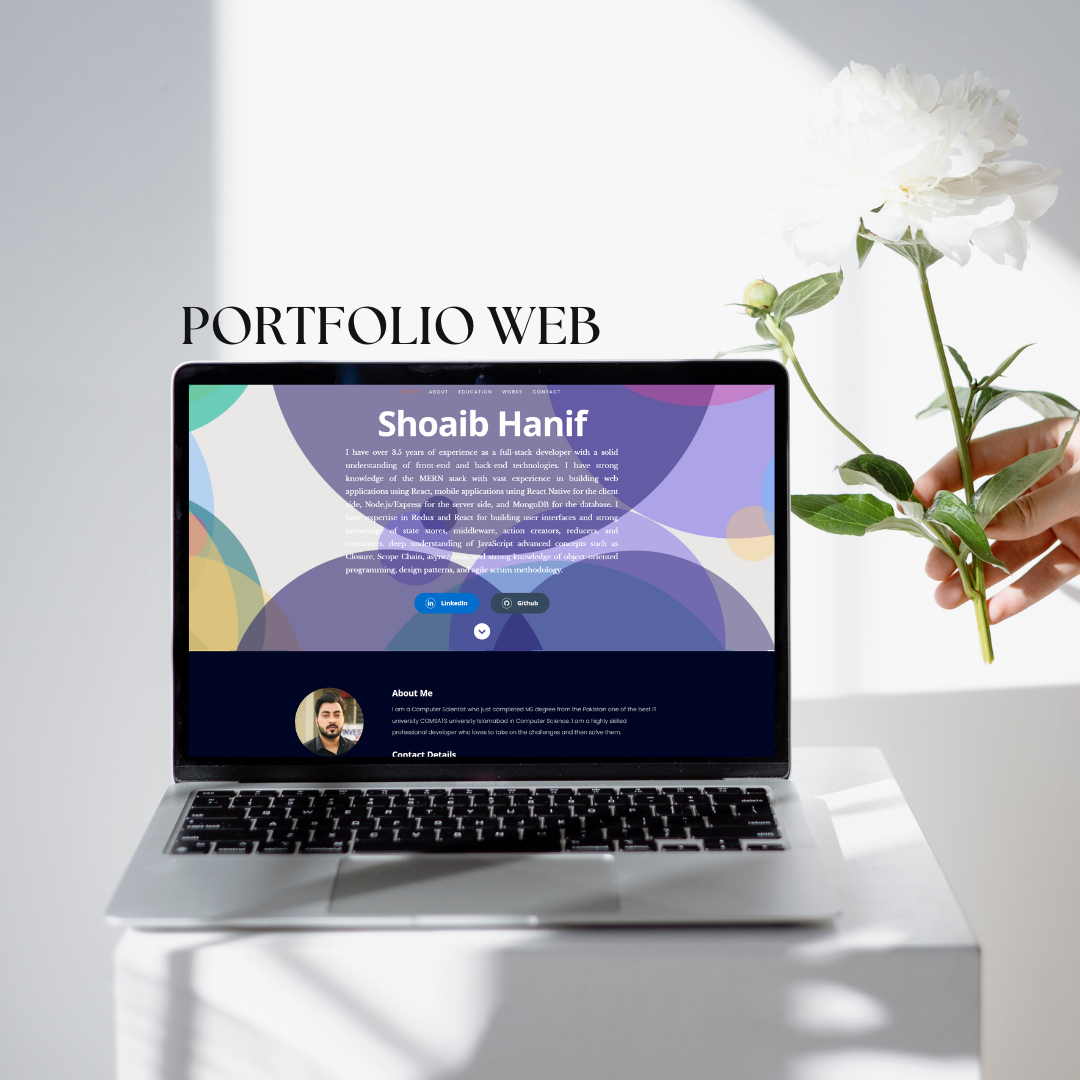 PORTFOLIO WEB
ABOUT EDUCATION WORKS CONTACT
Shoaib Hanif
I have over 3.5 years of experience as a full-stack developer with a solid
understanding of front-end and back-end technologies. I have strong
knowledge of the MERN stack with vast experience in building web
applications using React, mobile applications using React Native for the client
side, Node.js/Express for the server side, and MongoDB for the database. I
have expertise in Redux and React for building user interfaces and strong
knowledge of state stores, middleware, action creators, reducers, and
containers. deep understanding of JavaScript advanced concepts such as
Closure, Scope Chain, and strong knowledge of object-oriented
programming, design patterns, and agile scrum methodology.
in LinkedIn Github
About Me
I am a Computer Scientist who just completed MS degree from the Pakistan one of the best IT
university COMSATS university Islamabad in Computer Science. I am a highly skilled
professional developer who loves to take on the challenges and then solve them.
INVES
Contact Details